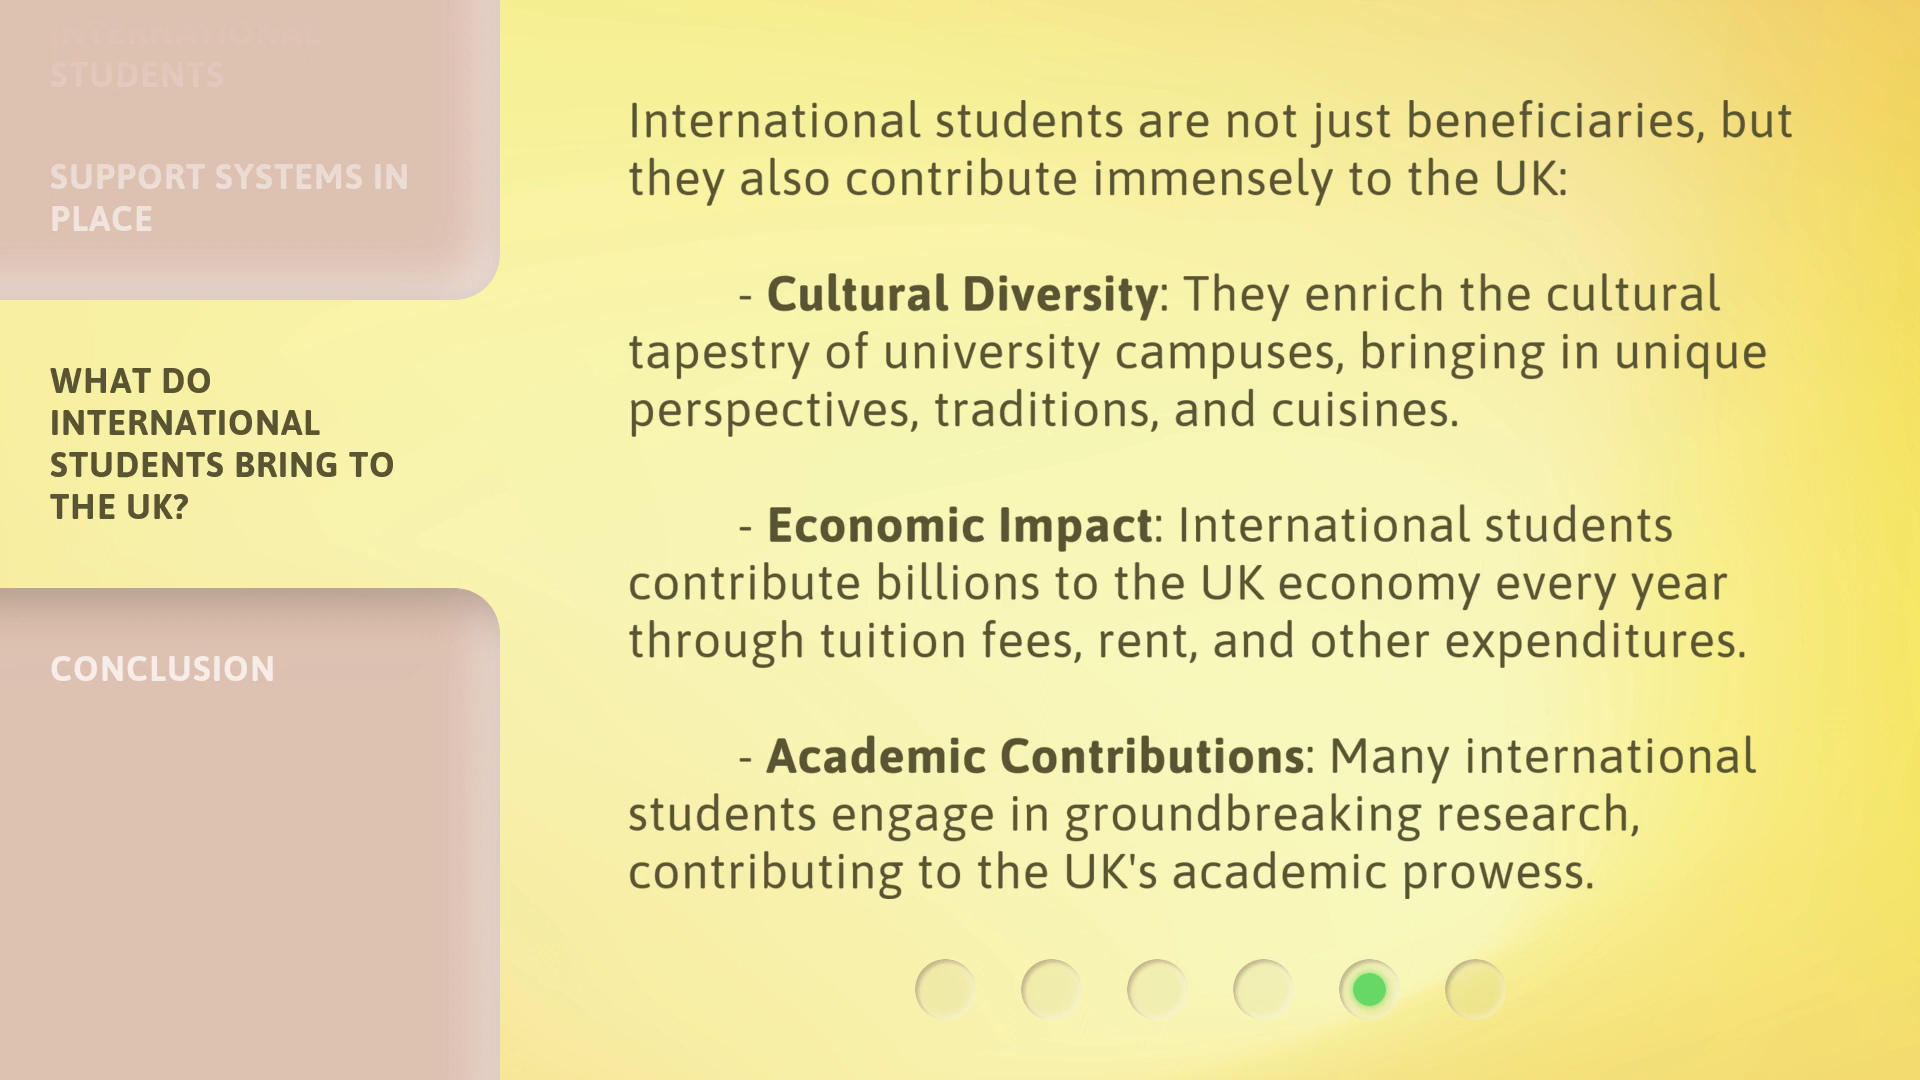 INTERNATIONAL
STUDENTS
SUPPORT SYSTEMS IN
PLACE
WHAT DO
INTERNATIONAL
STUDENTS BRING TO
THE UK?
CONCLUSION
International students are not just beneficiaries, but
they also contribute immensely to the UK:
- Cultural Diversity: They enrich the cultural
tapestry of university campuses, bringing in unique
perspectives, traditions, and cuisines.
- Economic Impact: International students
contribute billions to the UK economy every year
through tuition fees, rent, and other expenditures.
- Academic Contributions: Many international
students engage in groundbreaking research,
contributing to the UK's academic prowess.